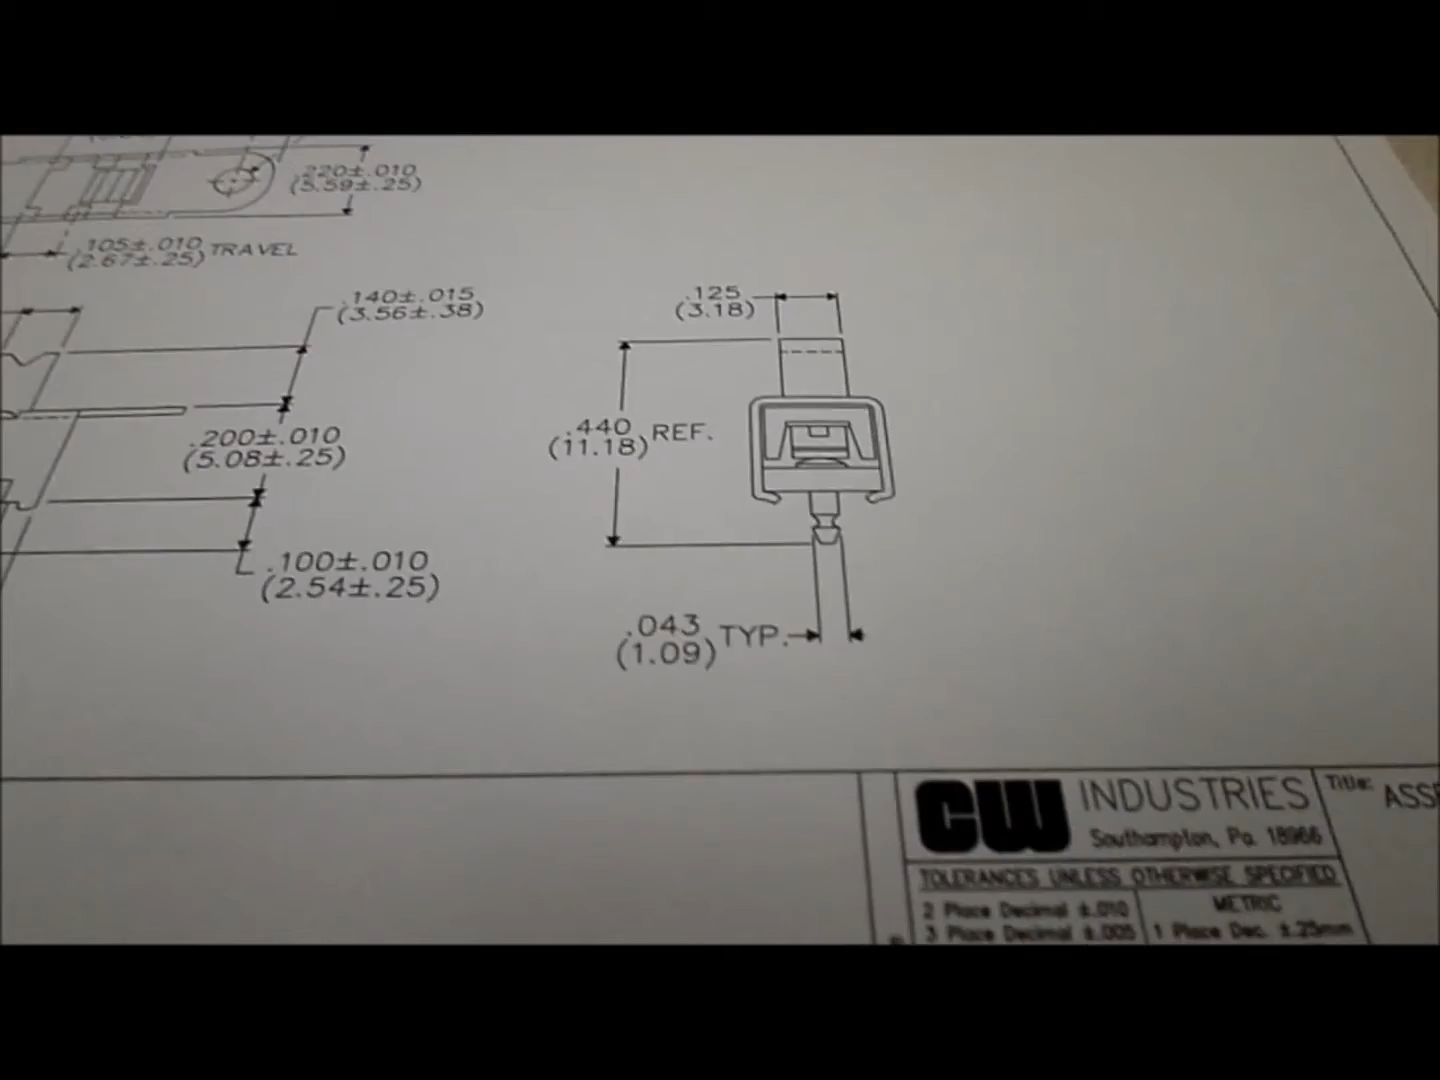 .220±.010
(5.59±.25)
.105±.010 TRAVEL
(2.67±.25)
.140±.015
(3.56±.38)
.125
(3.18)
.200±.010
(5.08±.25)
.440 REF.
(11.18)
.100±.010
(2.54±.25)
.043 TYP.
(1.09)
CW INDUSTRIES
Southampton, Pa. 18966
Title: ASSE
TOLERANCES UNLESS OTHERWISE SPECIFIED
2 Place Decimal ±.010
3 Place Decimal ±.005
METRIC
1 Place Dec. ±.25mm